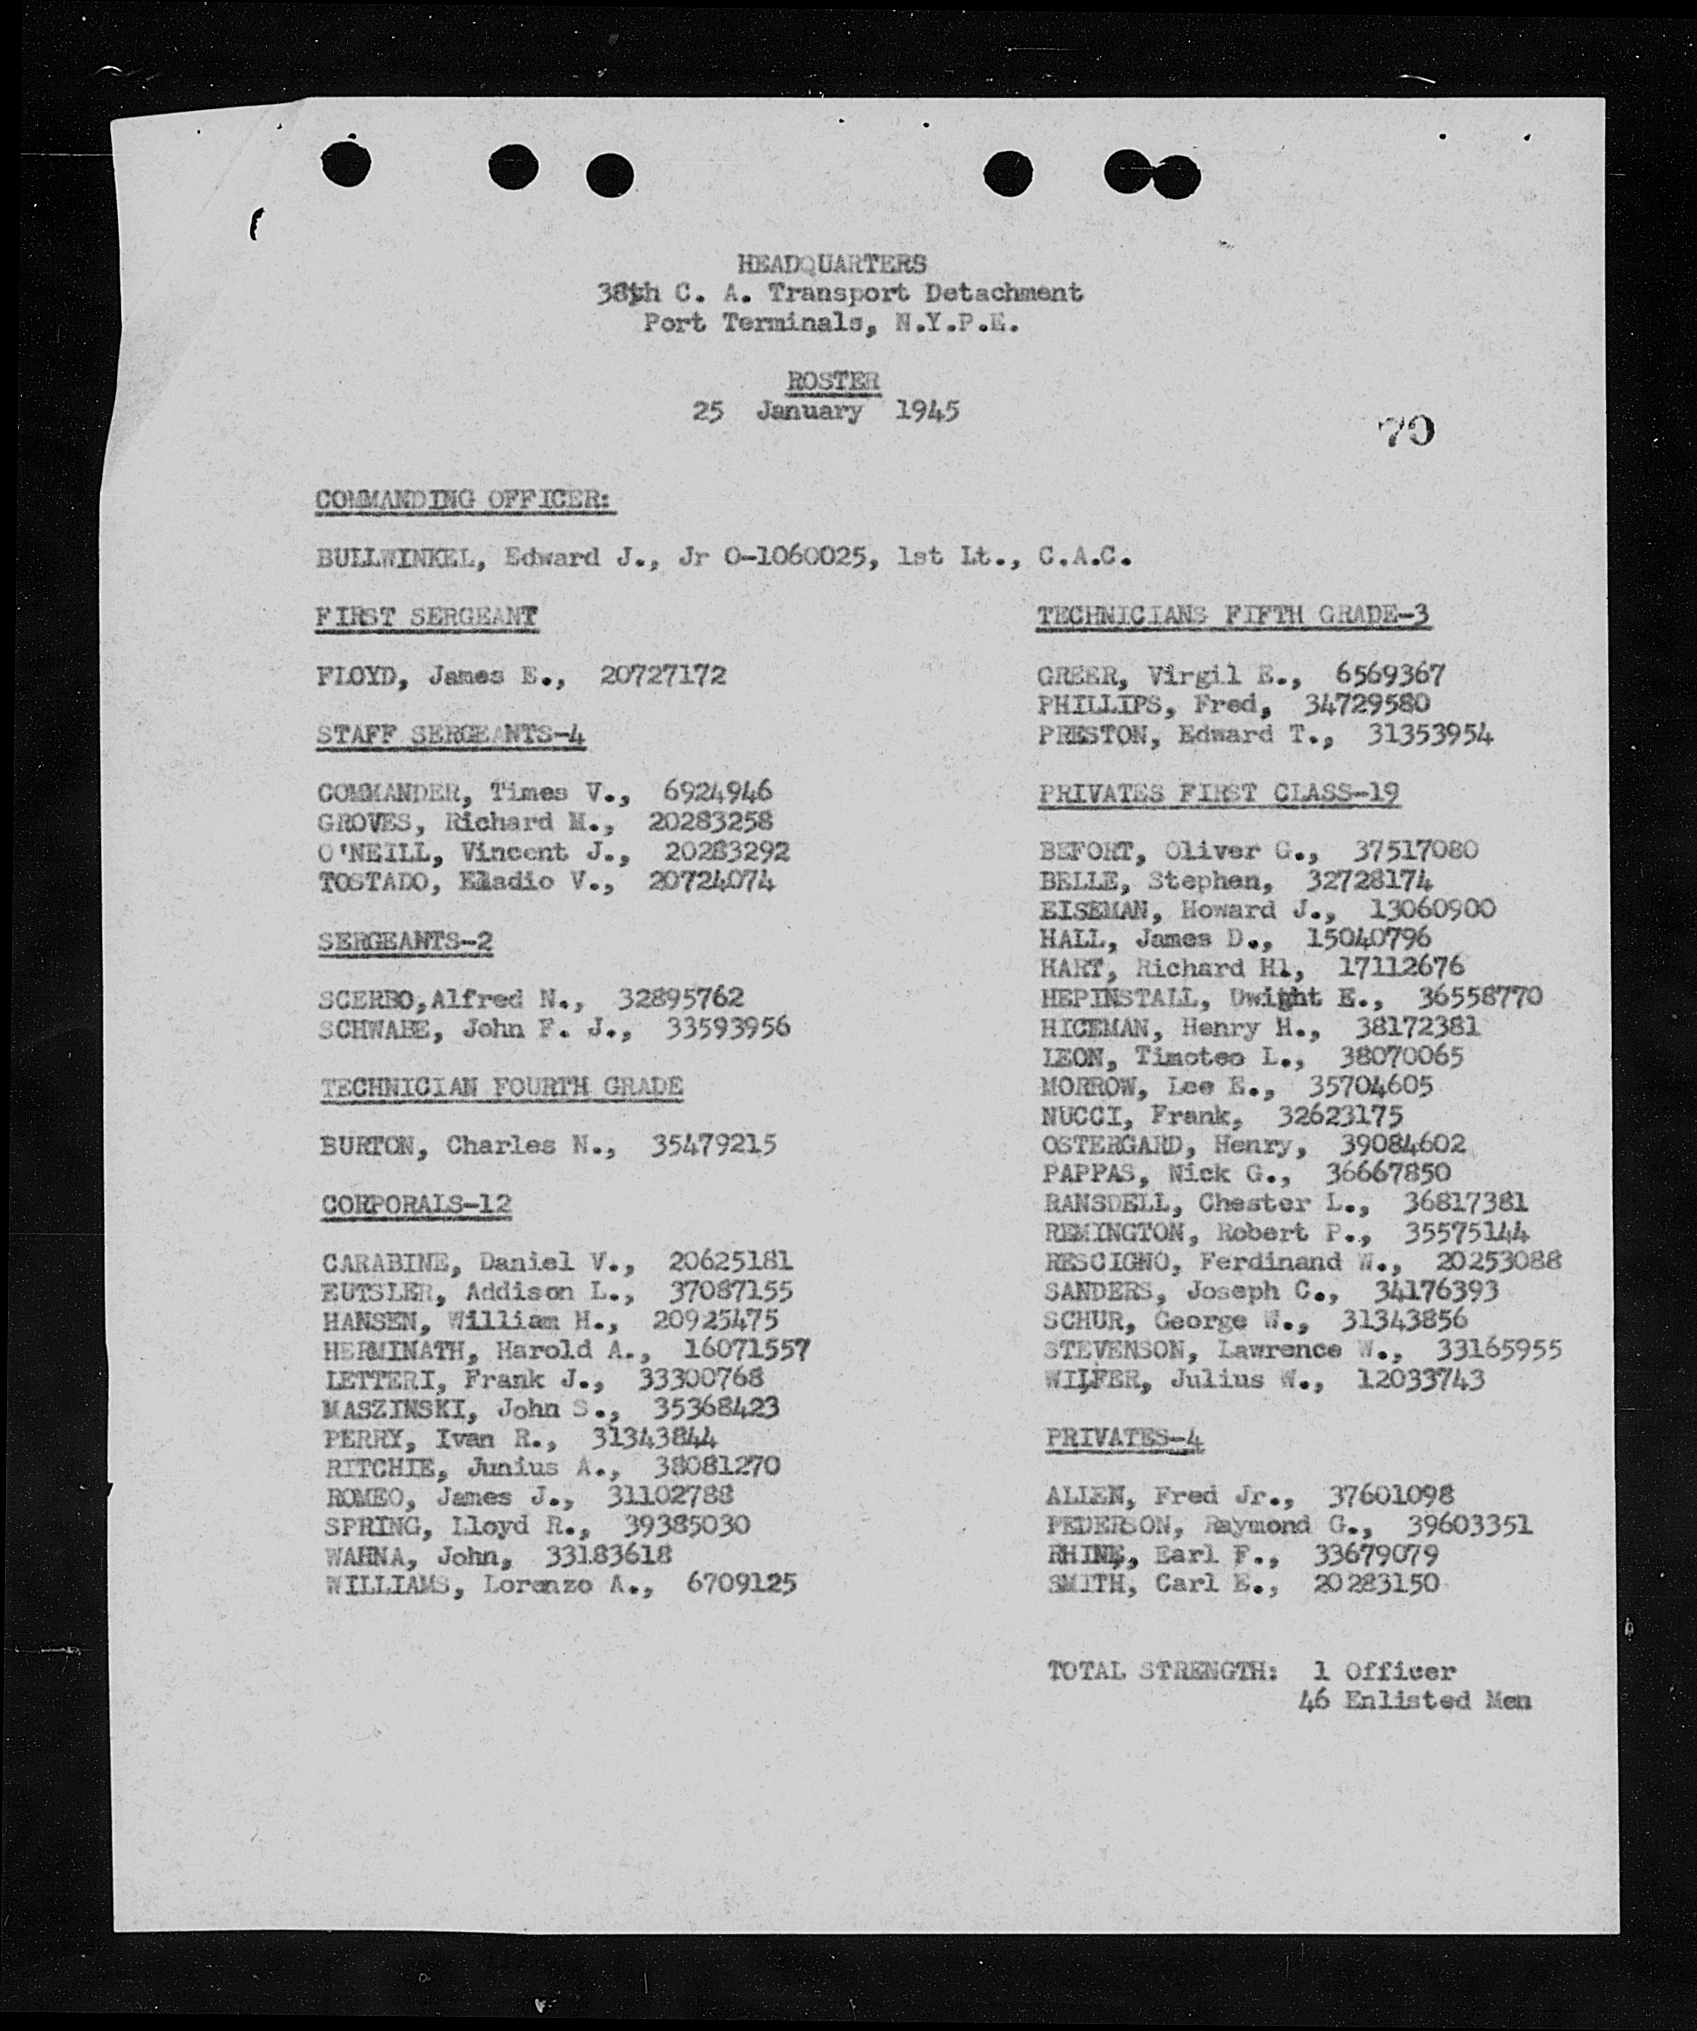 HEADQUARTERS
38th C. A. Transport Detachment
Port Terminals, N.Y.P.E.
ROSTER
25 January 1945
70
COMMANDING OFFICER:
BULLWINKEL, Edward J., Jr O-1060025, 1st Lt., C.A.C.
FIRST SERGEANT
FLOYD, James E., 20727172
STAFF SERGEANTS-4
COMMANDER, Times V., 6924946
GROVES, Richard M., 20283258
O'NEILL, Vincent J., 20283292
TOSTADO, Eladio V., 20724074
SERGEANTS-2
SCERBO,Alfred N., 32895762
SCHWABE, John F. J., 33593956
TECHNICIAN FOURTH GRADE
BURTON, Charles N., 35479215
CORPORALS-12
CARABINE, Daniel V., 20625181
EUTSLER, Addison L., 37087155
HANSEN, William H., 20925475
HERMINATH, Harold A., 16071557
LETTERI, Frank J., 33300768
MASZINSKI, John S., 35368423
PERRY, Ivan R., 31343844
RITCHIE, Junius A., 38081270
ROMEO, James J., 31102788
SPRING, Lloyd R., 39385030
WAHNA, John, 33183618
WILLIAMS, Lorenzo A., 6709125
TECHNICIANS FIFTH GRADE-3
GREER, Virgil E., 6569367
PHILLIPS, Fred, 34729580
PRESTON, Edward T., 31353954
PRIVATES FIRST CLASS-19
BEFORT, Oliver G., 37517080
BELLE, Stephen, 32728174
EISEMAN, Howard J., 13060900
HALL, James D., 15040796
HART, Richard Hl, 17112676
HEPINSTALL, Dwight E., 36558770
HICEMAN, Henry H., 38172381
LEON, Timoteo L., 38070065
MORROW, Lee E., 35704605
NUCCI, Frank, 32623175
OSTERGARD, Henry, 39084602
PAPPAS, Nick G., 36667850
RANSDELL, Chester L., 36817381
REMINGTON, Robert P., 35575144
RESCIGNO, Ferdinand W., 20253088
SANDERS, Joseph C., 34176393
SCHUR, George W., 31343856
STEVENSON, Lawrence W., 33165955
WILFER, Julius W., 12033743
PRIVATES-4
ALLEN, Fred Jr., 37601098
PEDERSON, Raymond G., 39603351
RHINE, Earl F., 33679079
SMITH, Carl E., 20283150
TOTAL STRENGTH: 1 Officer
46 Enlisted Men